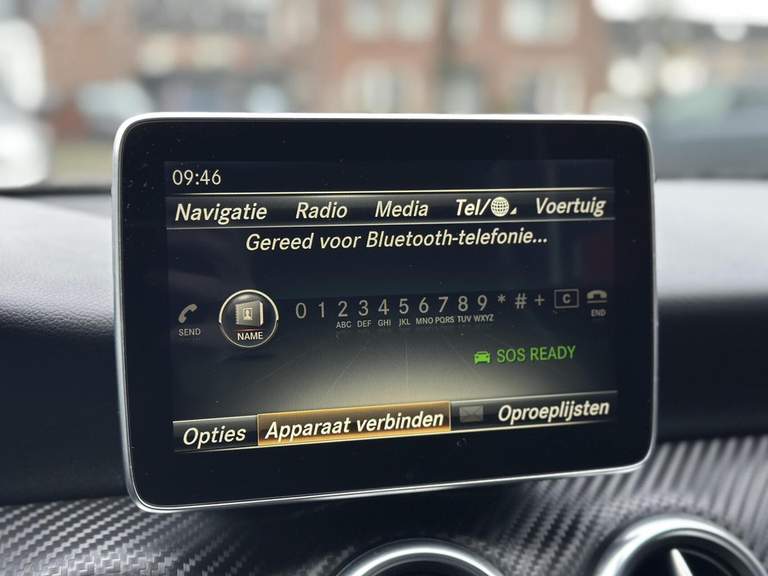 09:46
Navigatie Radio Media Tel/ Voertuig
Gereed voor Bluetooth-telefonie...
SEND NAME 0 1 2 3 4 5 6 7 8 9 * # + C END
ABC DEF GHI JKL MNO PQRS TUV WXYZ
SOS READY
Opties Apparaat verbinden Oproeplijsten